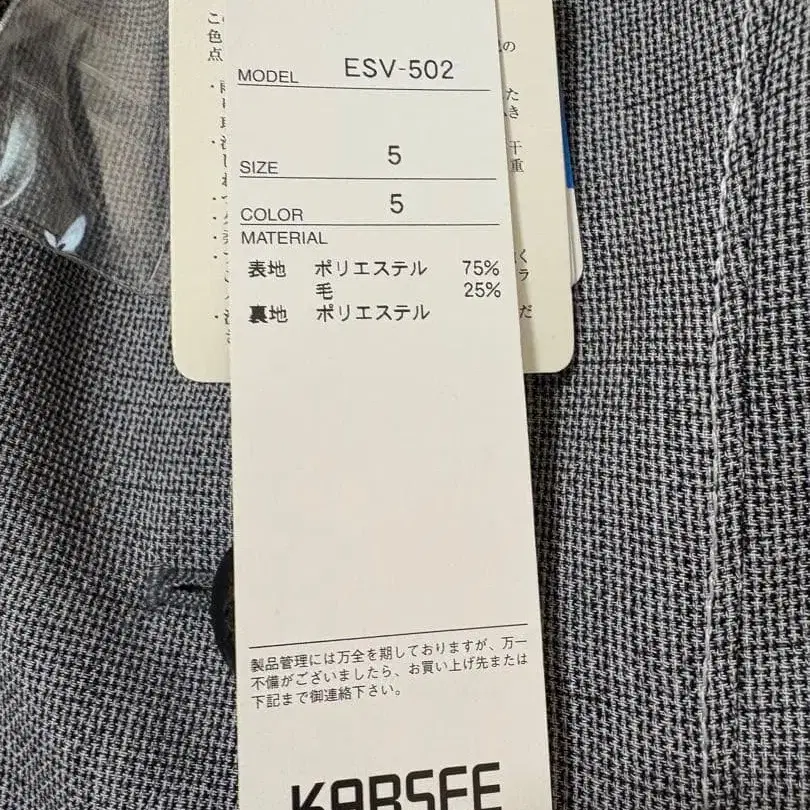 MODEL ESV-502
SIZE 5
COLOR 5
MATERIAL
表地 ポリエステル 75%
毛 25%
裏地 ポリエステル
製品管理には万全を期しておりますが、万一
不備がございましたら、お買い上げ先または
下記まで御連絡下さい。
KARSEE